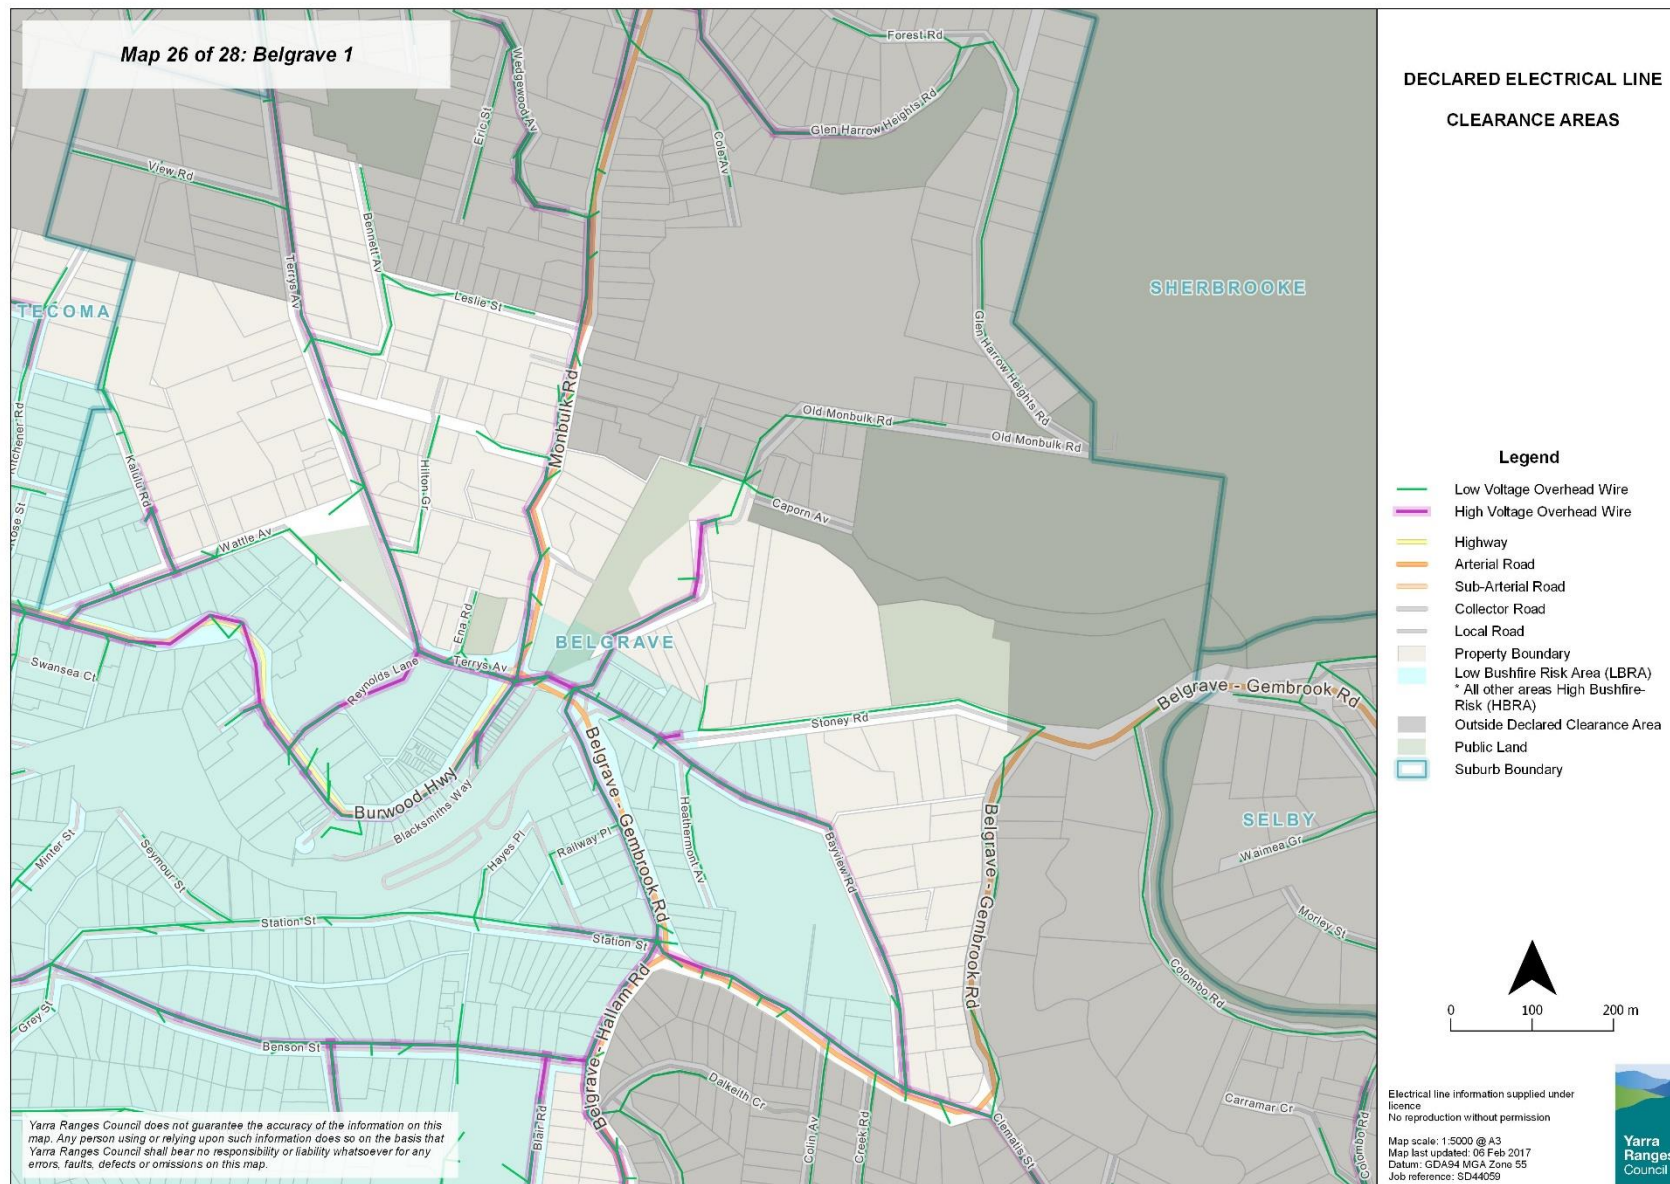 Map 26 of 28: Belgrave 1
DECLARED ELECTRICAL LINE
CLEARANCE AREAS
Forest Rd
Wedgewood Av
Eric St
Glen Harrow Heights Rd
Cole Av
View Rd
Bennett Av
Terrys Av
Leslie St
TECOMA
SHERBROOKE
Glen Harrow Heights Rd
Monbulk Rd
Old Monbulk Rd
Old Monbulk Rd
Kitchener Rd
Kalulu Rd
Hilton Gr
Rose St
Caporn Av
Wattle Av
Ena Rd
BELGRAVE
Swansea Ct
Reynolds Lane
Terrys Av
Stoney Rd
Belgrave - Gembrook Rd
Belgrave - Gembrook Rd
Burwood Hwy
Blacksmiths Way
Heathermont Av
Minter St
Seymour St
Hayes Pl
Railway Pl
Bayview Rd
Belgrave - Gembrook Rd
SELBY
Waimea Gr
Morley St
Station St
Station St
Colombo Rd
Grey St
Benson St
Belgrave - Hallam Rd
Blair Rd
Dalkeith Cr
Colin Av
Creek Rd
Clematis St
Carramar Cr
Colombo Rd
Legend
Low Voltage Overhead Wire
High Voltage Overhead Wire
Highway
Arterial Road
Sub-Arterial Road
Collector Road
Local Road
Property Boundary
Low Bushfire Risk Area (LBRA)
* All other areas High Bushfire-
Risk (HBRA)
Outside Declared Clearance Area
Public Land
Suburb Boundary
0 100 200 m
Electrical line information supplied under
licence
No reproduction without permission
Map scale: 1:5000 @ A3
Map last updated: 06 Feb 2017
Datum: GDA94 MGA Zone 55
Job reference: SD44059
Yarra
Ranges
Council
Yarra Ranges Council does not guarantee the accuracy of the information on this
map. Any person using or relying upon such information does so on the basis that
Yarra Ranges Council shall bear no responsibility or liability whatsoever for any
errors, faults, defects or omissions on this map.